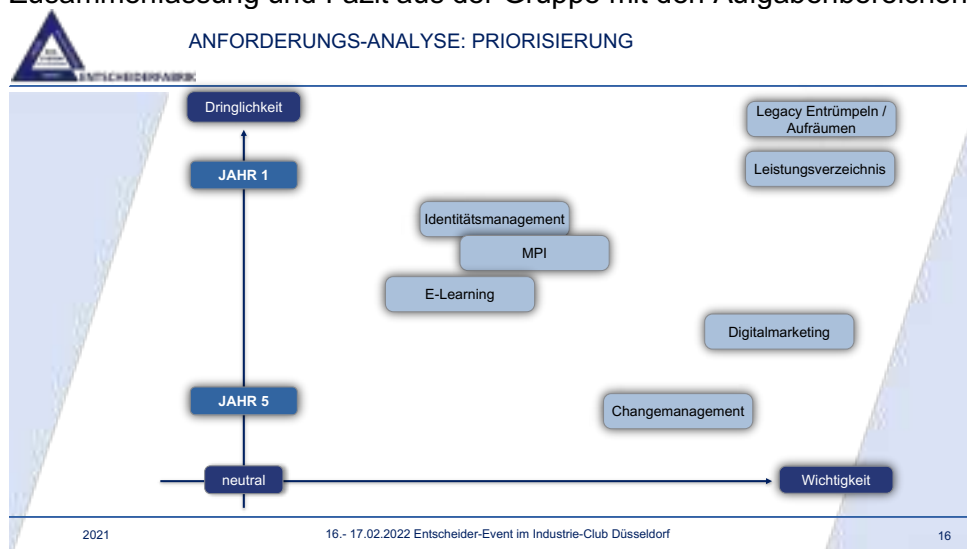 Zusammenfassung und Fazit aus der Gruppe mit den Aufgabenbereichen
ANFORDERUNGS-ANALYSE: PRIORISIERUNG
ENTSCHEIDERFABRIK
Dringlichkeit
Legacy Entrümpeln /
Aufräumen
JAHR 1
Leistungsverzeichnis
Identitätsmanagement
MPI
E-Learning
Digitalmarketing
JAHR 5
Changemanagement
neutral
Wichtigkeit
2021
16.- 17.02.2022 Entscheider-Event im Industrie-Club Düsseldorf
16